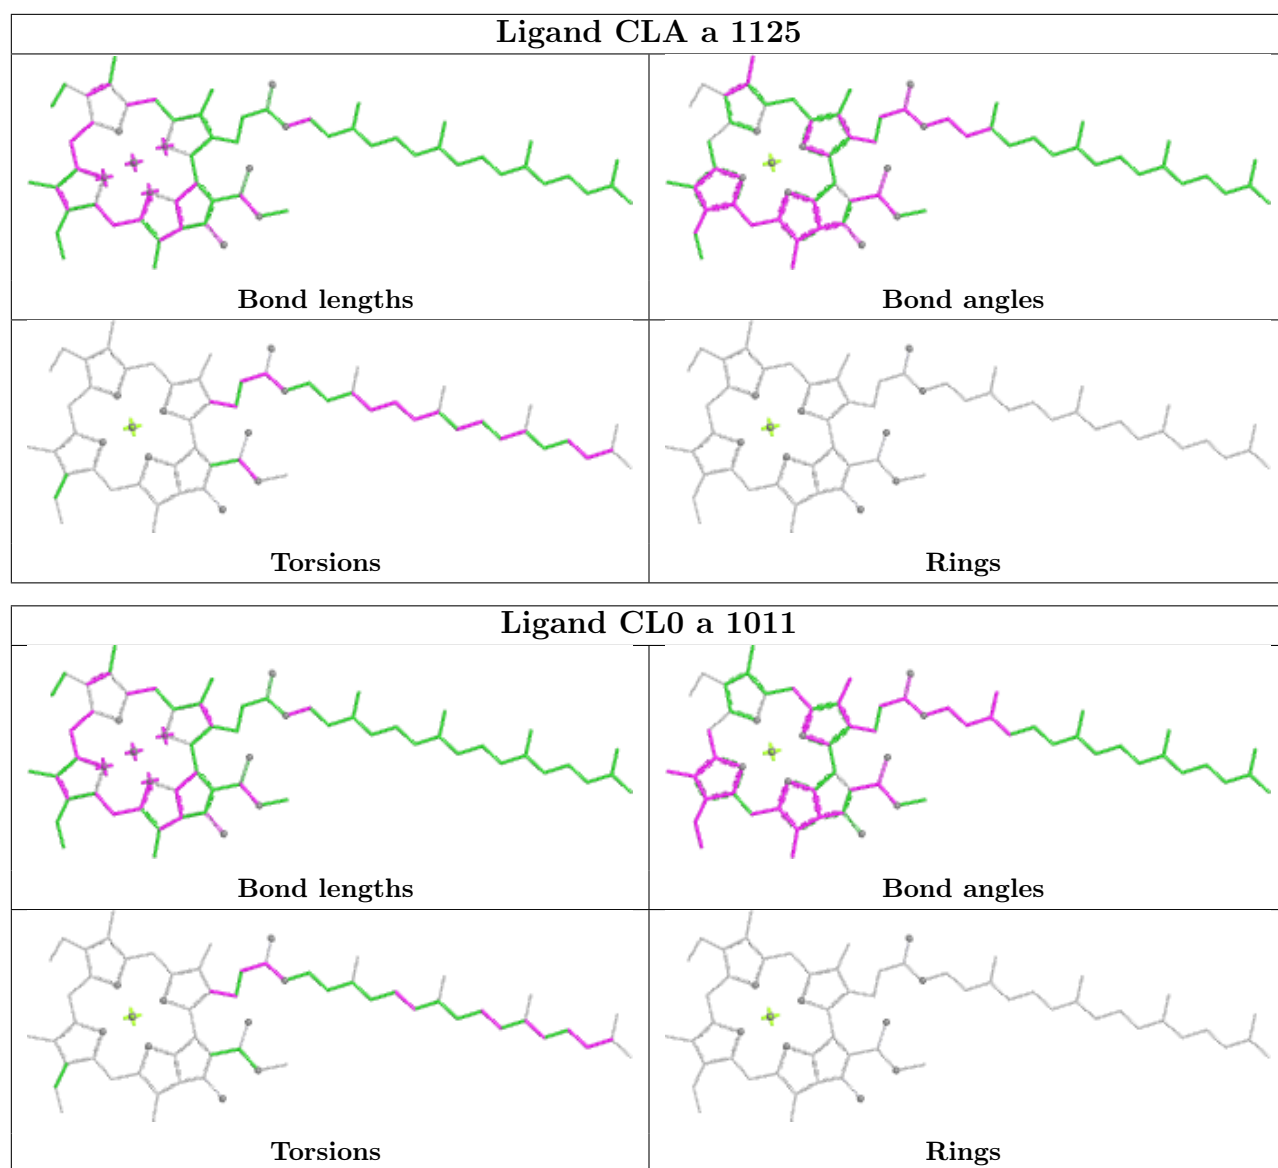 Ligand CLA a 1125
Bond lengths
Bond angles
Torsions
Rings
Ligand CL0 a 1011
Bond lengths
Bond angles
Torsions
Rings